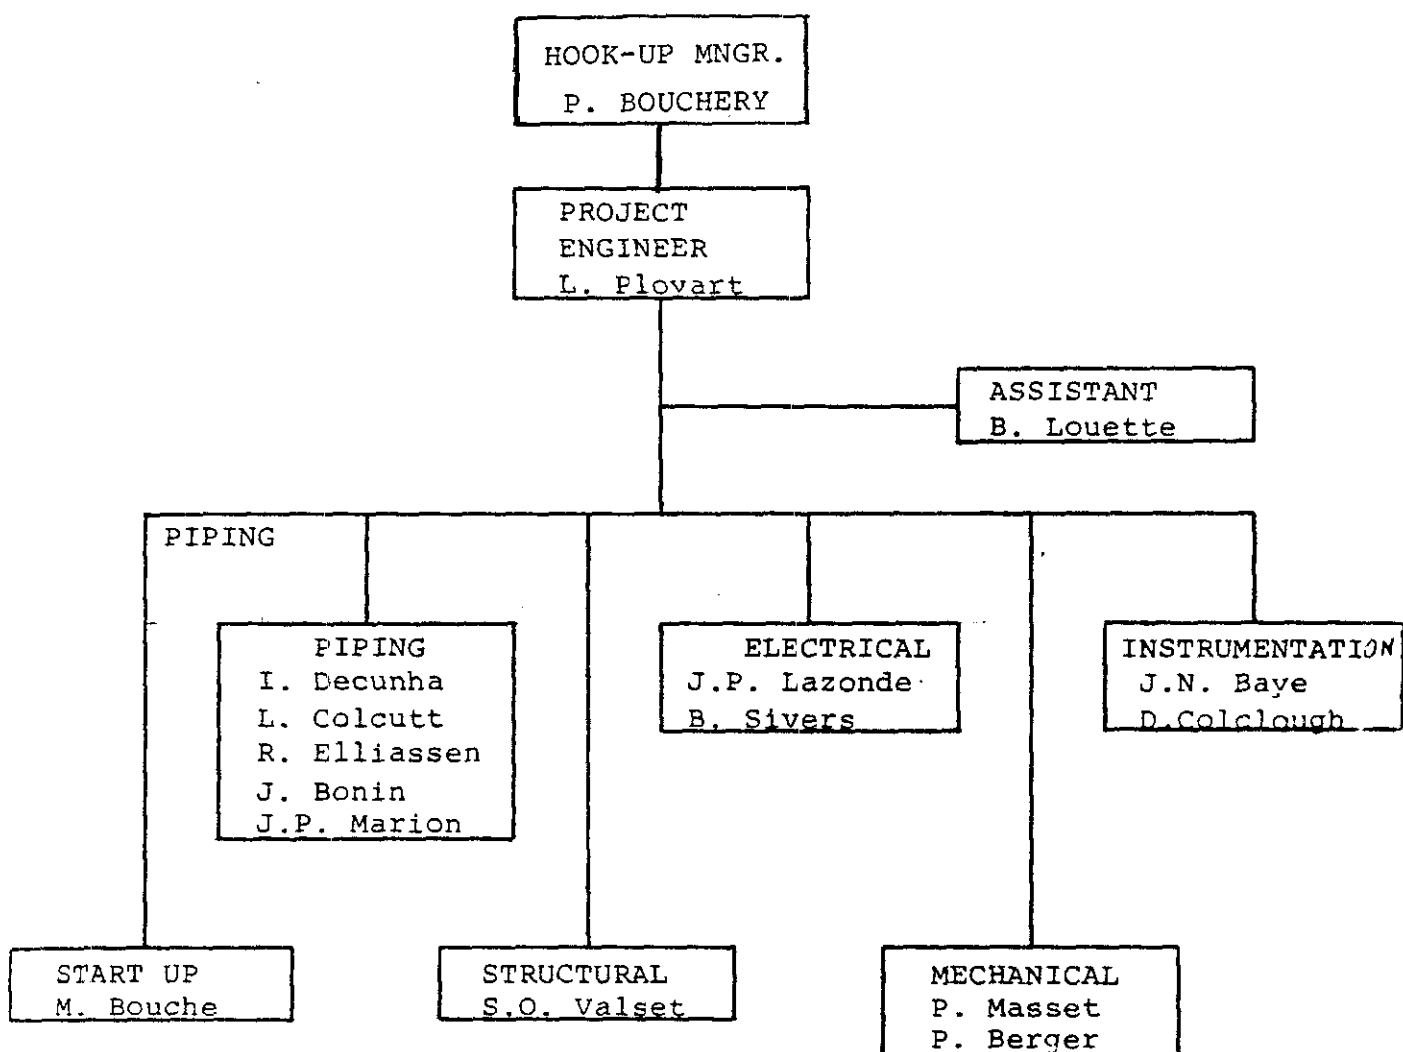 HOOK-UP MNGR.
P. BOUCHERY
PROJECT
ENGINEER
L. Plovart
ASSISTANT
B. Louette
PIPING
PIPING
I. Decunha
L. Colcutt
R. Elliassen
J. Bonin
J.P. Marion
ELECTRICAL
J.P. Lazonde
B. Sivers
INSTRUMENTATION
J.N. Baye
D.Colclough
START UP
M. Bouche
STRUCTURAL
S.O. Valset
MECHANICAL
P. Masset
P. Berger